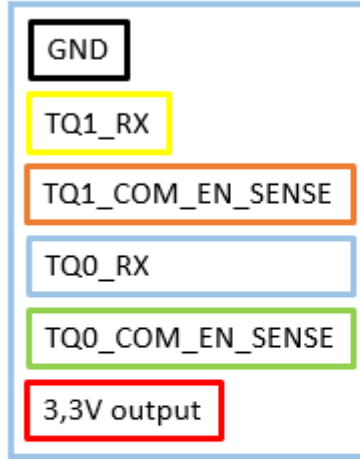 GND
TQ1_RX
TQ1_COM_EN_SENSE
TQ0_RX
TQ0_COM_EN_SENSE
3,3V output